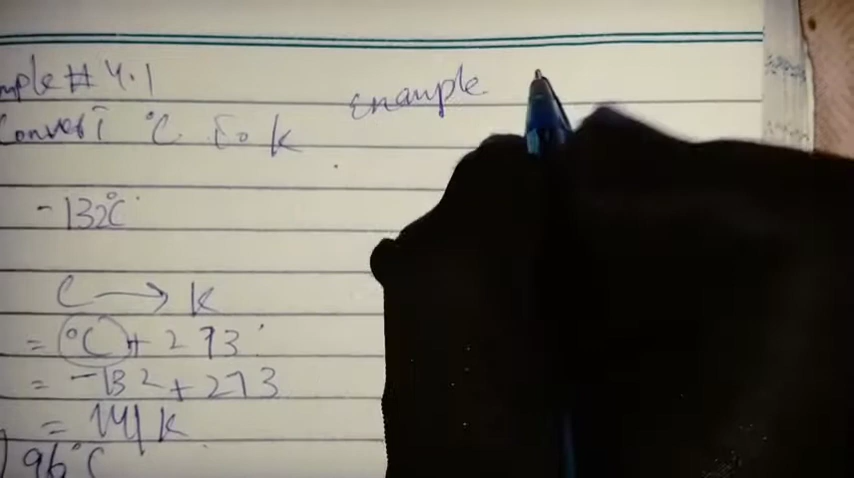 mple # 4.1
Example
Convert °C to K
-132°C
C → K
= °C + 273
= -132 + 273
= 141 K
) 96°C